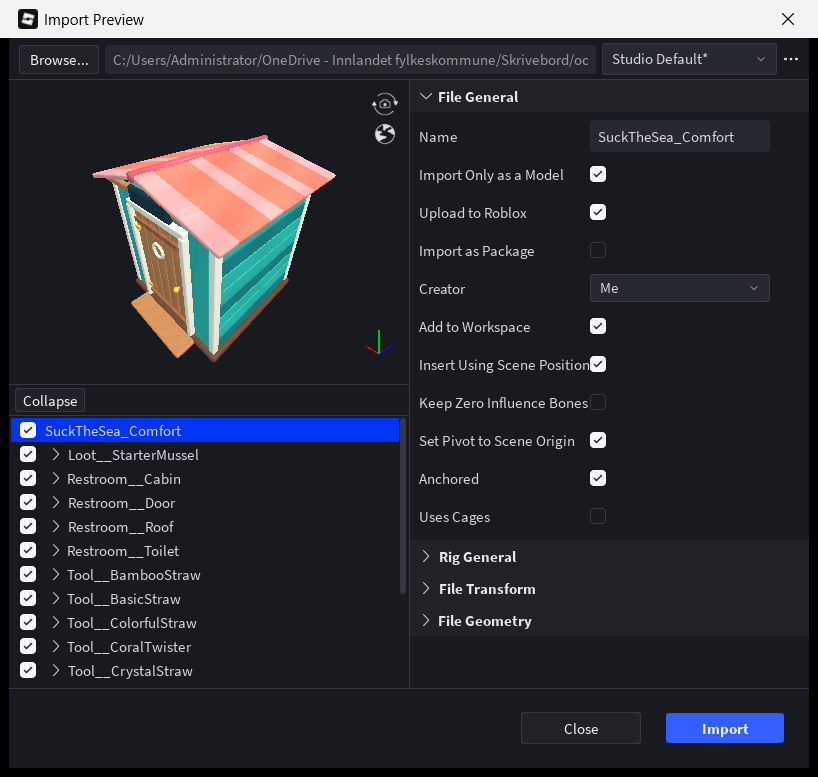 Import Preview
Browse... C:/Users/Administrator/OneDrive - Innlandet fylkeskommune/Skrivebord/oc Studio Default*
File General
Name SuckTheSea_Comfort
Import Only as a Model
Upload to Roblox
Import as Package
Creator Me
Add to Workspace
Insert Using Scene Position
Keep Zero Influence Bones
Set Pivot to Scene Origin
Anchored
Uses Cages
Rig General
File Transform
File Geometry
Collapse
SuckTheSea_Comfort
Loot__StarterMussel
Restroom__Cabin
Restroom__Door
Restroom__Roof
Restroom__Toilet
Tool__BambooStraw
Tool__BasicStraw
Tool__ColorfulStraw
Tool__CoralTwister
Tool__CrystalStraw
Close Import